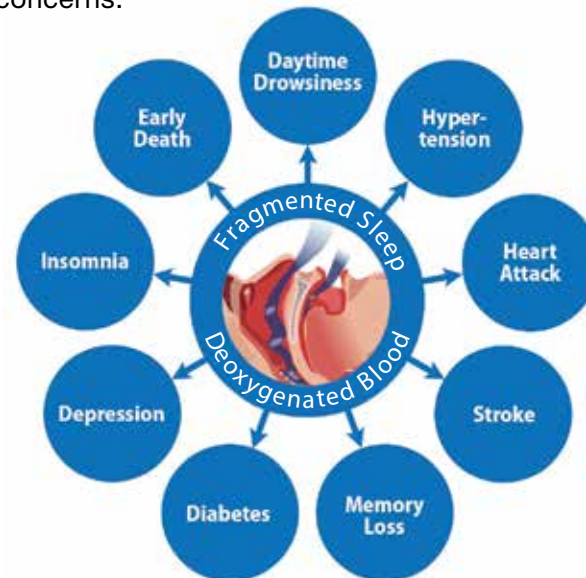 concerns:
Daytime
Drowsiness
Hyper-
tension
Heart
Attack
Stroke
Memory
Loss
Diabetes
Depression
Insomnia
Early
Death
Fragmented Sleep
Deoxygenated Blood